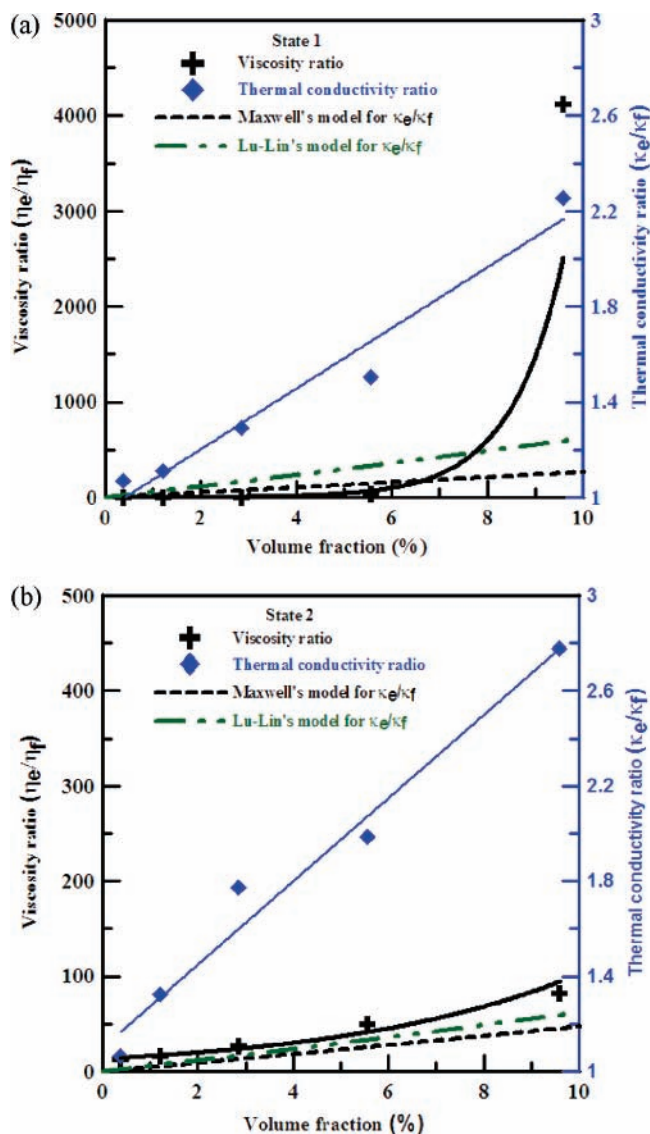 (a)
5000
4000
3000
2000
1000
0
Viscosity ratio (ηe/ηf)
State 1
Viscosity ratio
Thermal conductivity ratio
Maxwell's model for κe/κf
Lu-Lin's model for κe/κf
3
2.6
2.2
1.8
1.4
1
Thermal conductivity ratio (κe/κf)
0 2 4 6 8 10
Volume fraction (%)
(b)
500
400
300
200
100
0
Viscosity ratio (ηe/ηf)
State 2
Viscosity ratio
Thermal conductivity radio
Maxwell's model for κe/κf
Lu-Lin's model for κe/κf
3
2.6
2.2
1.8
1.4
1
Thermal conductivity ratio (κe/κf)
0 2 4 6 8 10
Volume fraction (%)